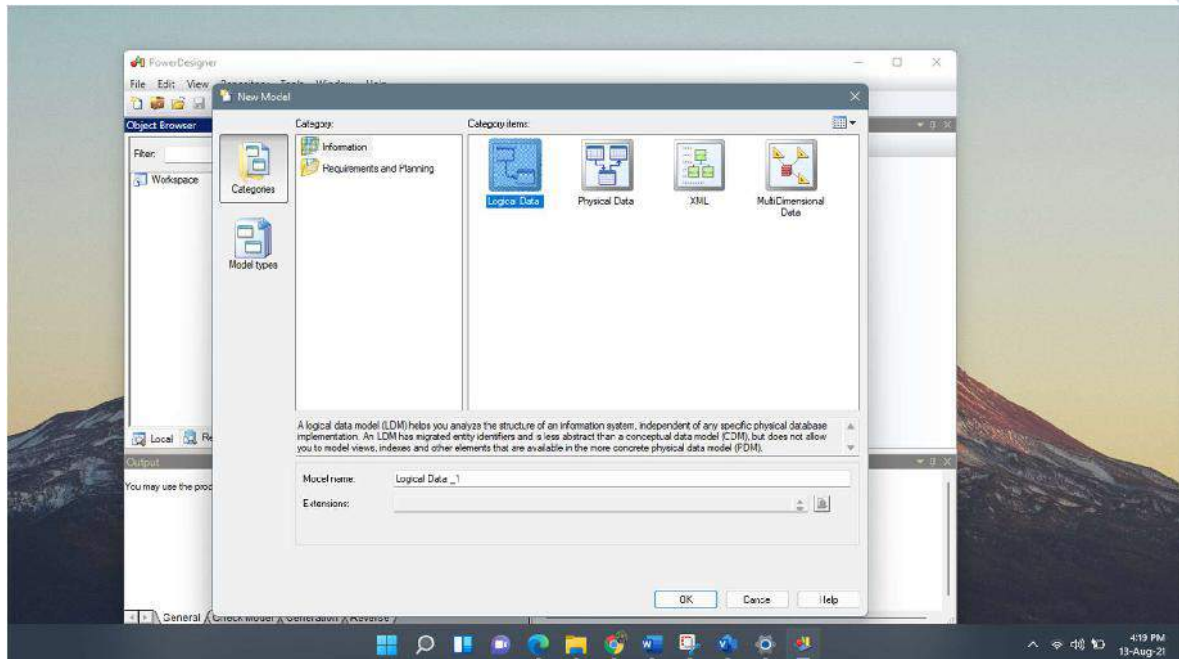 PowerDesigner
File Edit View
New Model
Object Browser
Category:
Category items:
Filter:
Information
Requirements and Planning
Workspace
Categories
Logical Data
Physical Data
XML
MultiDimensional
Data
Model types
A logical data model (LDM) helps you analyze the structure of an information system, independent of any specific physical database
implementation. An LDM has migrated entity identifiers and is less abstract than a conceptual data model (CDM), but does not allow
you to model views, indexes and other elements that are available in the more concrete physical data model (PDM).
Local Re
Output
You may use the prod
Model name: Logical Data _1
Extensions:
OK Cancel Help
General
4:19 PM
13-Aug-21